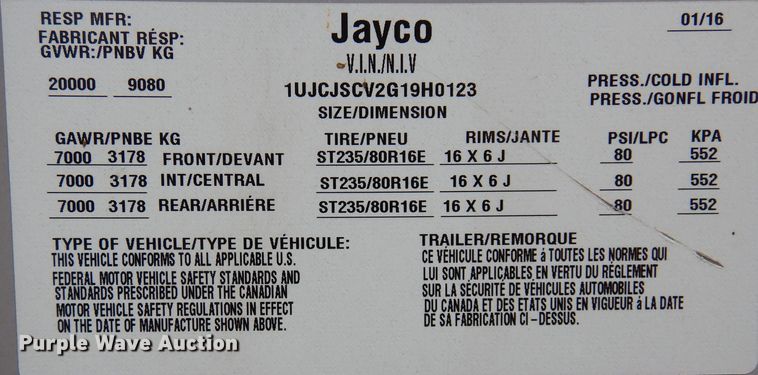 RESP MFR: Jayco 01/16
FABRICANT RÉSP:
GVWR:/PNBV KG V.I.N./N.I.V
20000 9080 1UJCJSCV2G19H0123 PRESS./COLD INFL.
SIZE/DIMENSION PRESS./GONFL FROID
GAWR/PNBE KG TIRE/PNEU RIMS/JANTE PSI/LPC KPA
7000 3178 FRONT/DEVANT ST235/80R16E 16 X 6 J 80 552
7000 3178 INT/CENTRAL ST235/80R16E 16 X 6 J 80 552
7000 3178 REAR/ARRIÉRE ST235/80R16E 16 X 6 J 80 552
TYPE OF VEHICLE/TYPE DE VÉHICULE: TRAILER/REMORQUE
THIS VEHICLE CONFORMS TO ALL APPLICABLE U.S.
FEDERAL MOTOR VEHICLE SAFETY STANDARDS AND
STANDARDS PRESCRIBED UNDER THE CANADIAN
MOTOR VEHICLE SAFETY REGULATIONS IN EFFECT
ON THE DATE OF MANUFACTURE SHOWN ABOVE.
CE VÉHICULE CONFORME à TOUTES LES NORMES QUI
LUI SONT APPLICABLES EN VERTU DU RÉGLEMENT
SUR LA SÉCURITÉ DE VÉHICULES AUTOMOBILES
DU CANADA ET DES ETATS UNIS EN VIGUEUR à LA DATE
DE SA FABRICATION CI-DESSUS.
Purple Wave Auction